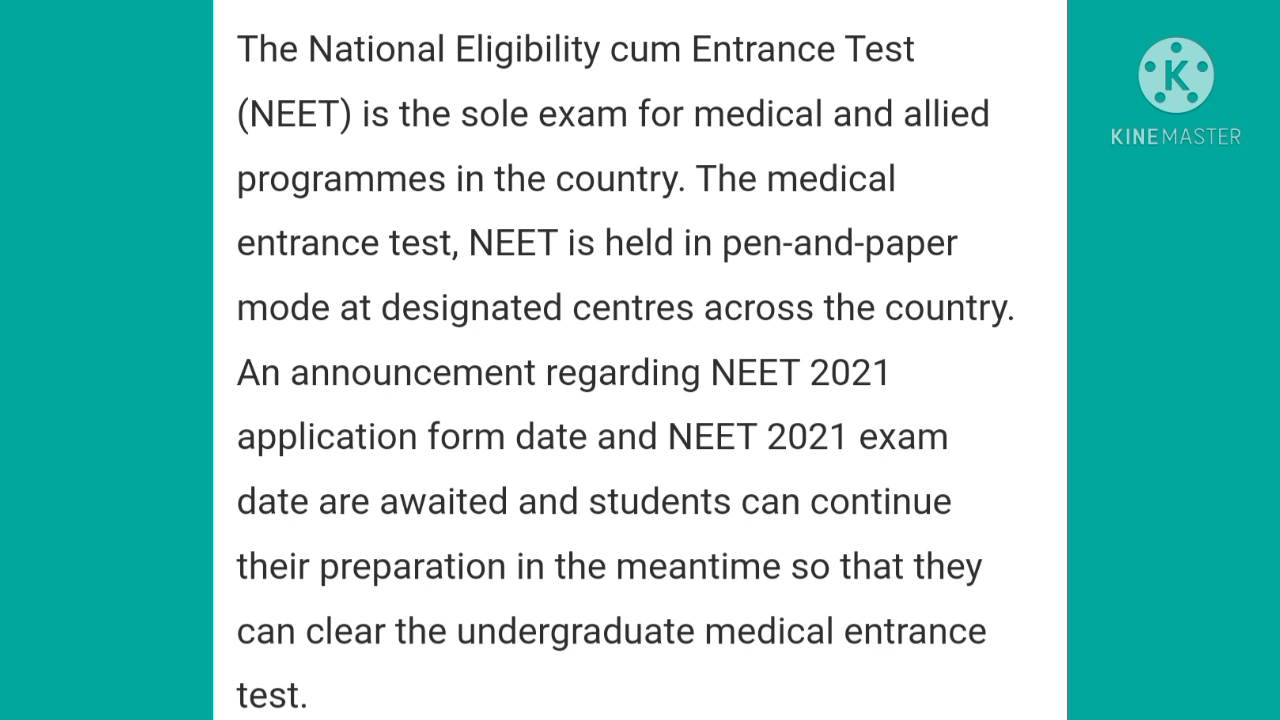 The National Eligibility cum Entrance Test
(NEET) is the sole exam for medical and allied
programmes in the country. The medical
entrance test, NEET is held in pen-and-paper
mode at designated centres across the country.
An announcement regarding NEET 2021
application form date and NEET 2021 exam
date are awaited and students can continue
their preparation in the meantime so that they
can clear the undergraduate medical entrance
test.
K
KINEMASTER